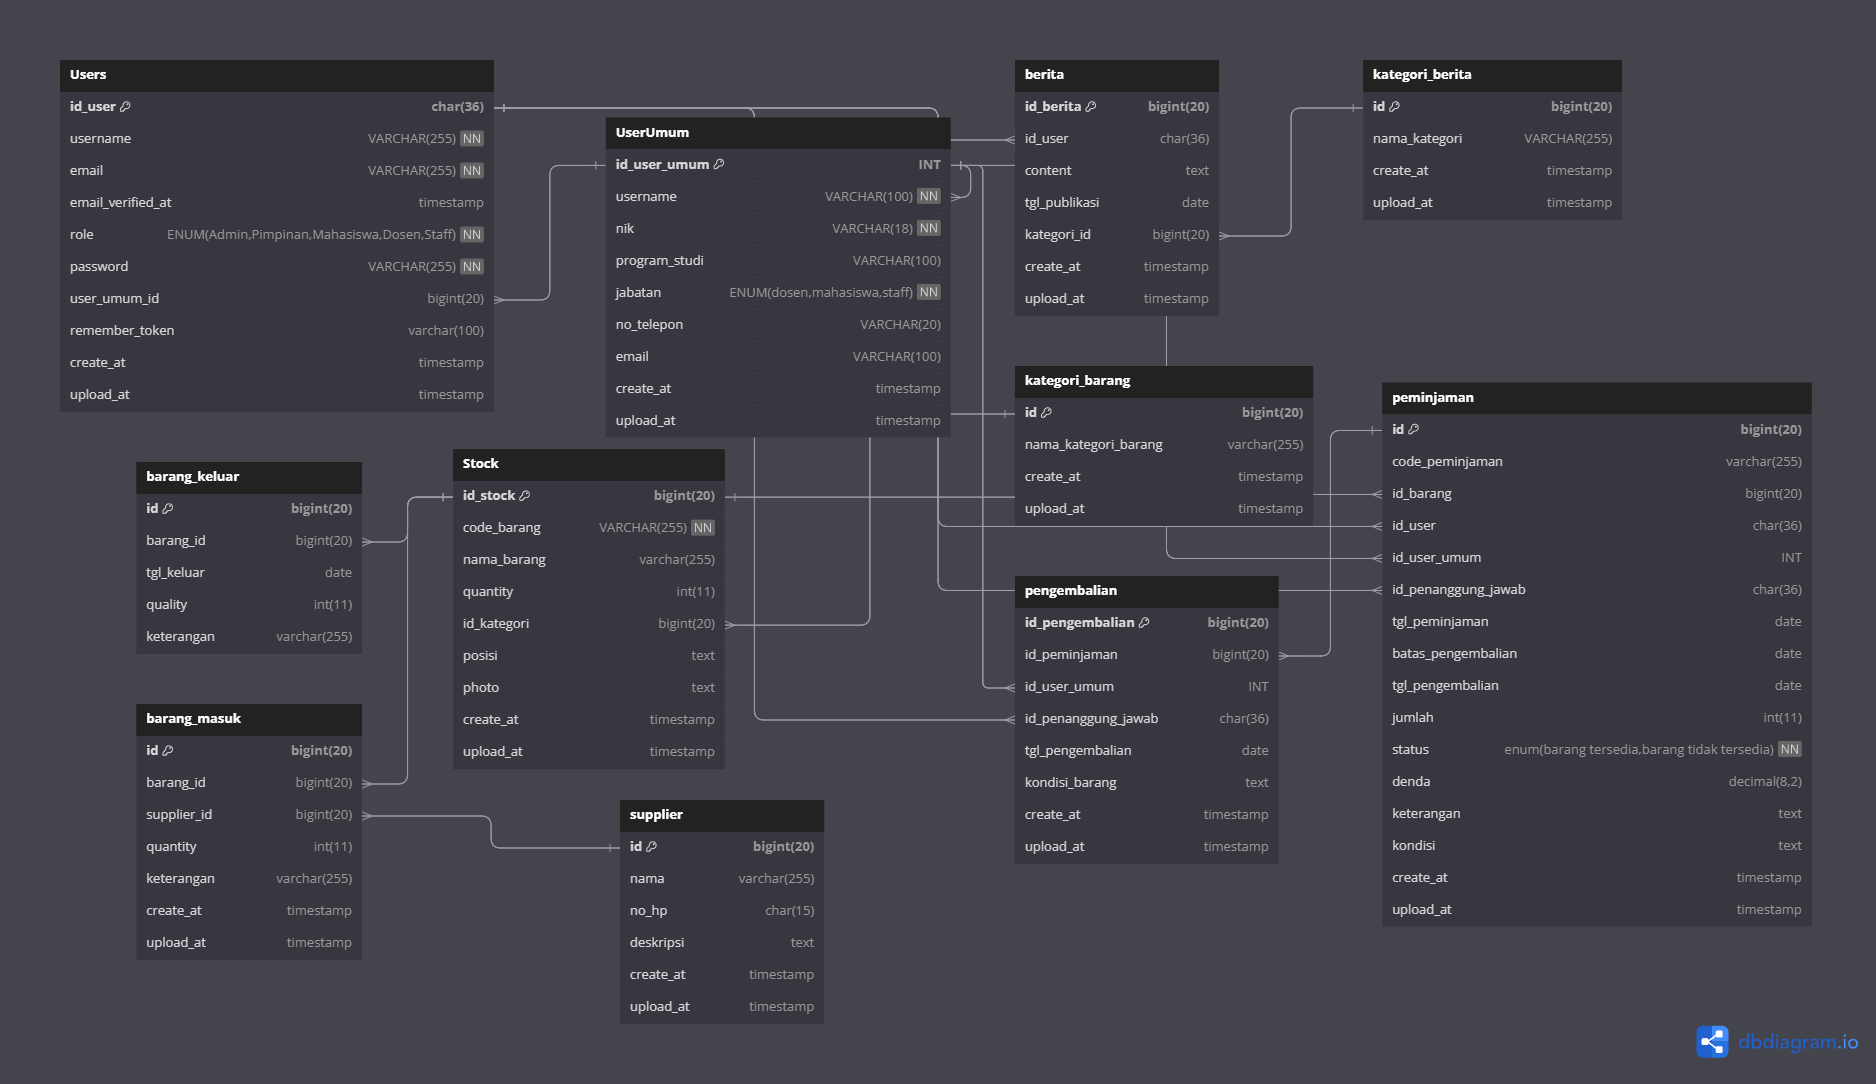 Users
id_user char(36)
username VARCHAR(255) NN
email VARCHAR(255) NN
email_verified_at timestamp
role ENUM(Admin,Pimpinan,Mahasiswa,Dosen,Staff) NN
password VARCHAR(255) NN
user_umum_id bigint(20)
remember_token varchar(100)
create_at timestamp
upload_at timestamp
UserUmum
id_user_umum INT
username VARCHAR(100) NN
nik VARCHAR(18) NN
program_studi VARCHAR(100)
jabatan ENUM(dosen,mahasiswa,staff) NN
no_telepon VARCHAR(20)
email VARCHAR(100)
create_at timestamp
upload_at timestamp
berita
id_berita bigint(20)
id_user char(36)
content text
tgl_publikasi date
kategori_id bigint(20)
create_at timestamp
upload_at timestamp
kategori_berita
id bigint(20)
nama_kategori VARCHAR(255)
create_at timestamp
upload_at timestamp
kategori_barang
id bigint(20)
nama_kategori_barang varchar(255)
create_at timestamp
upload_at timestamp
peminjaman
id bigint(20)
code_peminjaman varchar(255)
id_barang bigint(20)
id_user char(36)
id_user_umum INT
id_penanggung_jawab char(36)
tgl_peminjaman date
batas_pengembalian date
tgl_pengembalian date
jumlah int(11)
status enum(barang tersedia,barang tidak tersedia) NN
denda decimal(8,2)
keterangan text
kondisi text
create_at timestamp
upload_at timestamp
barang_keluar
id bigint(20)
barang_id bigint(20)
tgl_keluar date
quality int(11)
keterangan varchar(255)
Stock
id_stock bigint(20)
code_barang VARCHAR(255) NN
nama_barang varchar(255)
quantity int(11)
id_kategori bigint(20)
posisi text
photo text
create_at timestamp
upload_at timestamp
pengembalian
id_pengembalian bigint(20)
id_peminjaman bigint(20)
id_user_umum INT
id_penanggung_jawab char(36)
tgl_pengembalian date
kondisi_barang text
create_at timestamp
upload_at timestamp
barang_masuk
id bigint(20)
barang_id bigint(20)
supplier_id bigint(20)
quantity int(11)
keterangan varchar(255)
create_at timestamp
upload_at timestamp
supplier
id bigint(20)
nama varchar(255)
no_hp char(15)
deskripsi text
create_at timestamp
upload_at timestamp
dbdiagram.io